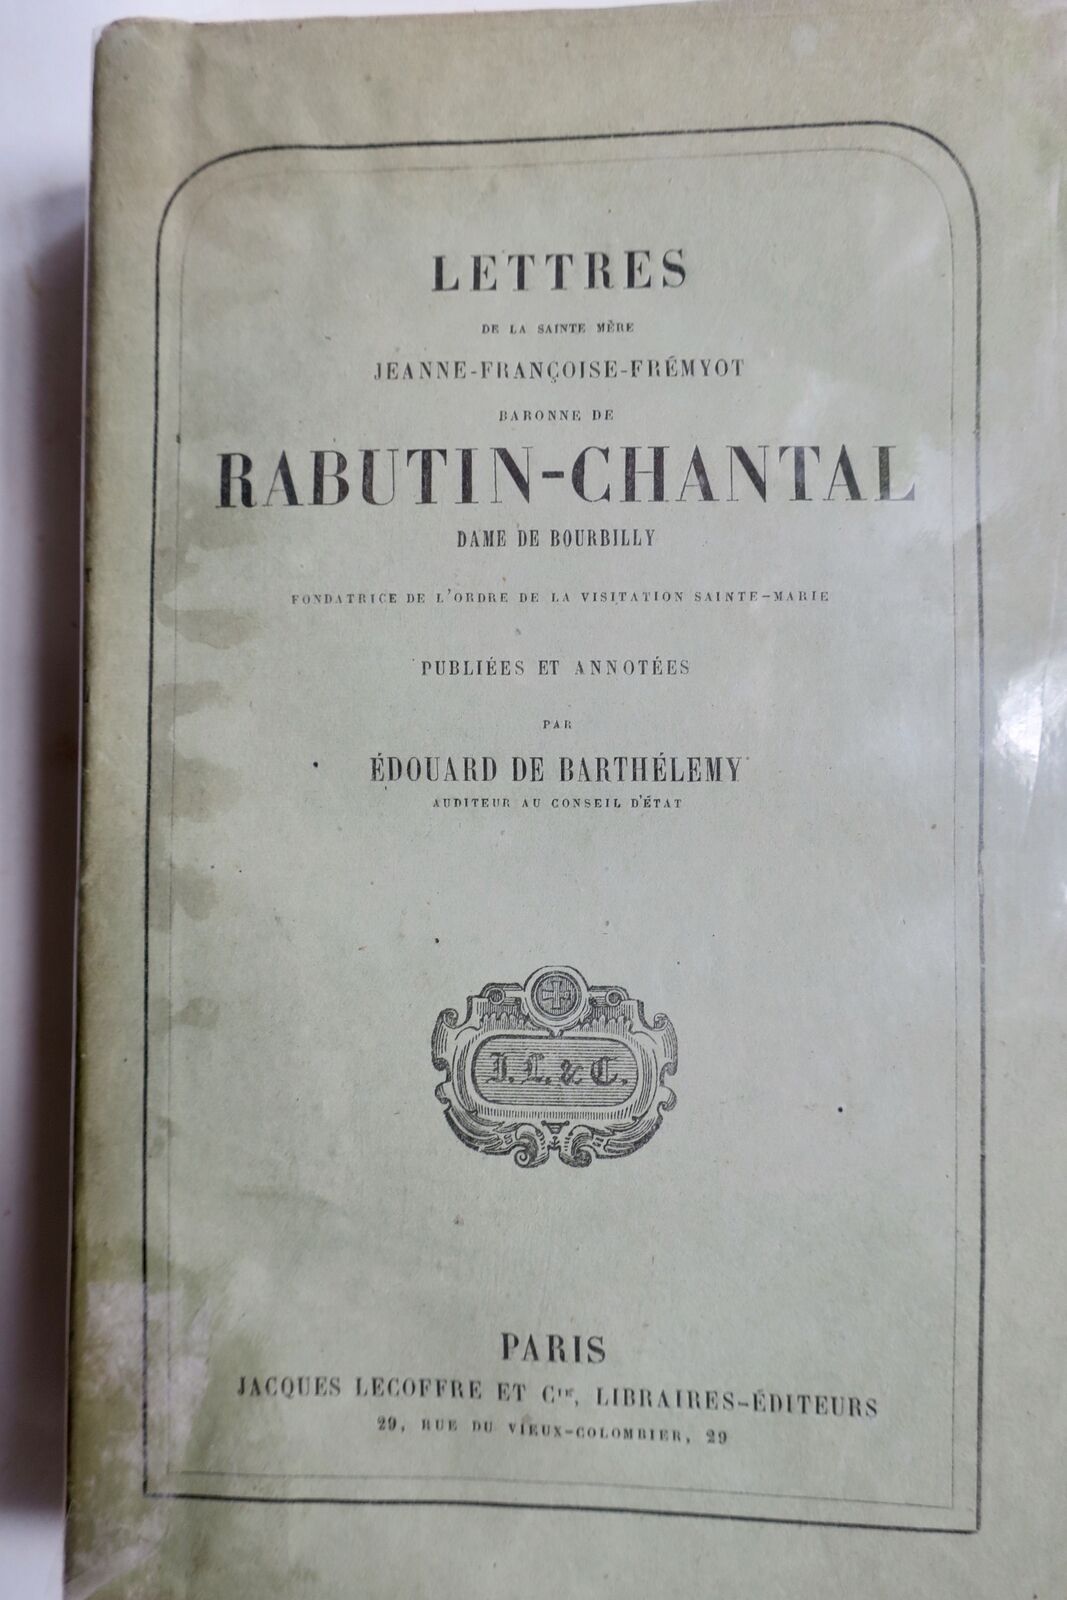 LETTRES
DE LA SAINTE MÈRE
JEANNE-FRANÇOISE-FRÉMYOT
BARONNE DE
RABUTIN-CHANTAL
DAME DE BOURBILLY
FONDATRICE DE L'ORDRE DE LA VISITATION SAINTE-MARIE
PUBLIÉES ET ANNOTÉES
PAR
ÉDOUARD DE BARTHÉLEMY
AUDITEUR AU CONSEIL D'ÉTAT
J. L. & C.
PARIS
JACQUES LECOFFRE ET Cie, LIBRAIRES-ÉDITEURS
29, RUE DU VIEUX-COLOMBIER, 29